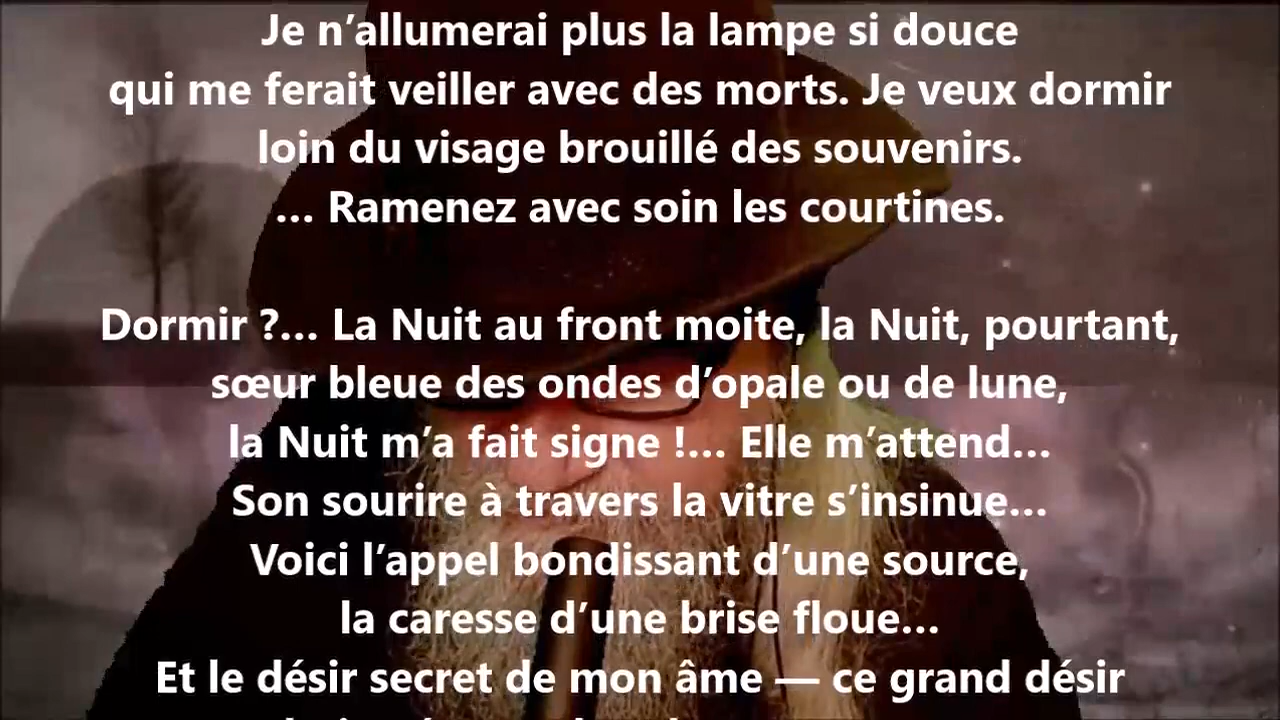 Je n’allumerai plus la lampe si douce
qui me ferait veiller avec des morts. Je veux dormir
loin du visage brouillé des souvenirs.
… Ramenez avec soin les courtines.
Dormir ?… La Nuit au front moite, la Nuit, pourtant,
sœur bleue des ondes d’opale ou de lune,
la Nuit m’a fait signe !… Elle m’attend…
Son sourire à travers la vitre s’insinue…
Voici l’appel bondissant d’une source,
la caresse d’une brise floue…
Et le désir secret de mon âme — ce grand désir